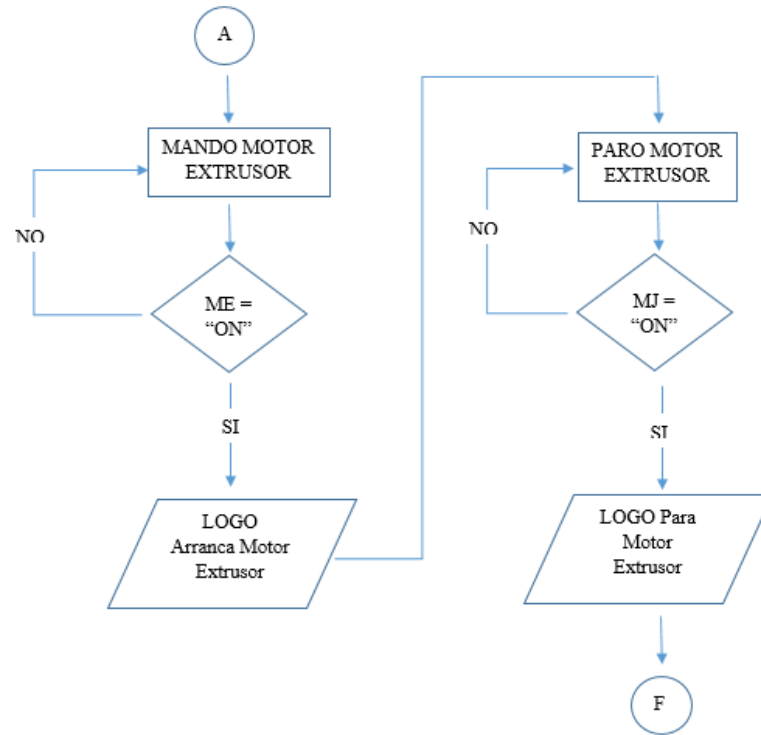 A
MANDO MOTOR
EXTRUSOR
NO
ME =
“ON”
SI
LOGO
Arranca Motor
Extrusor
PARO MOTOR
EXTRUSOR
NO
MJ =
“ON”
SI
LOGO Para
Motor
Extrusor
F